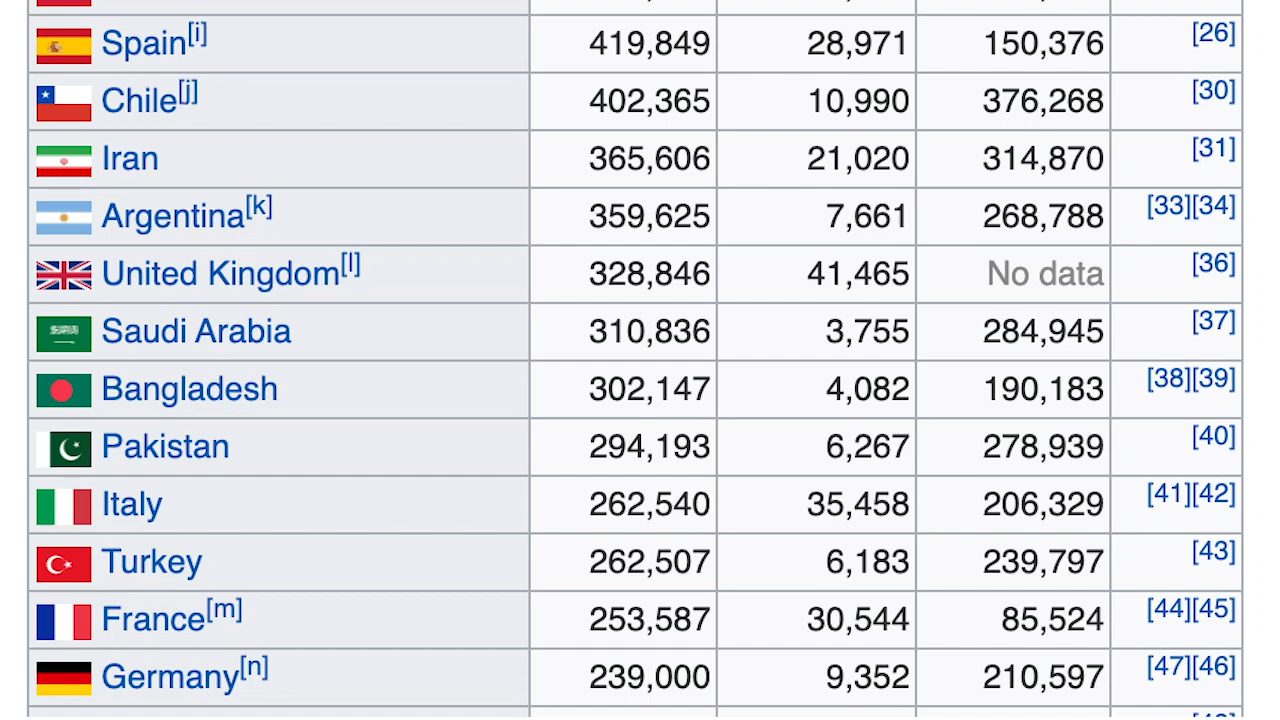 Spain[i] 419,849 28,971 150,376 [26]
Chile[j] 402,365 10,990 376,268 [30]
Iran 365,606 21,020 314,870 [31]
Argentina[k] 359,625 7,661 268,788 [33][34]
United Kingdom[l] 328,846 41,465 No data [36]
Saudi Arabia 310,836 3,755 284,945 [37]
Bangladesh 302,147 4,082 190,183 [38][39]
Pakistan 294,193 6,267 278,939 [40]
Italy 262,540 35,458 206,329 [41][42]
Turkey 262,507 6,183 239,797 [43]
France[m] 253,587 30,544 85,524 [44][45]
Germany[n] 239,000 9,352 210,597 [47][46]